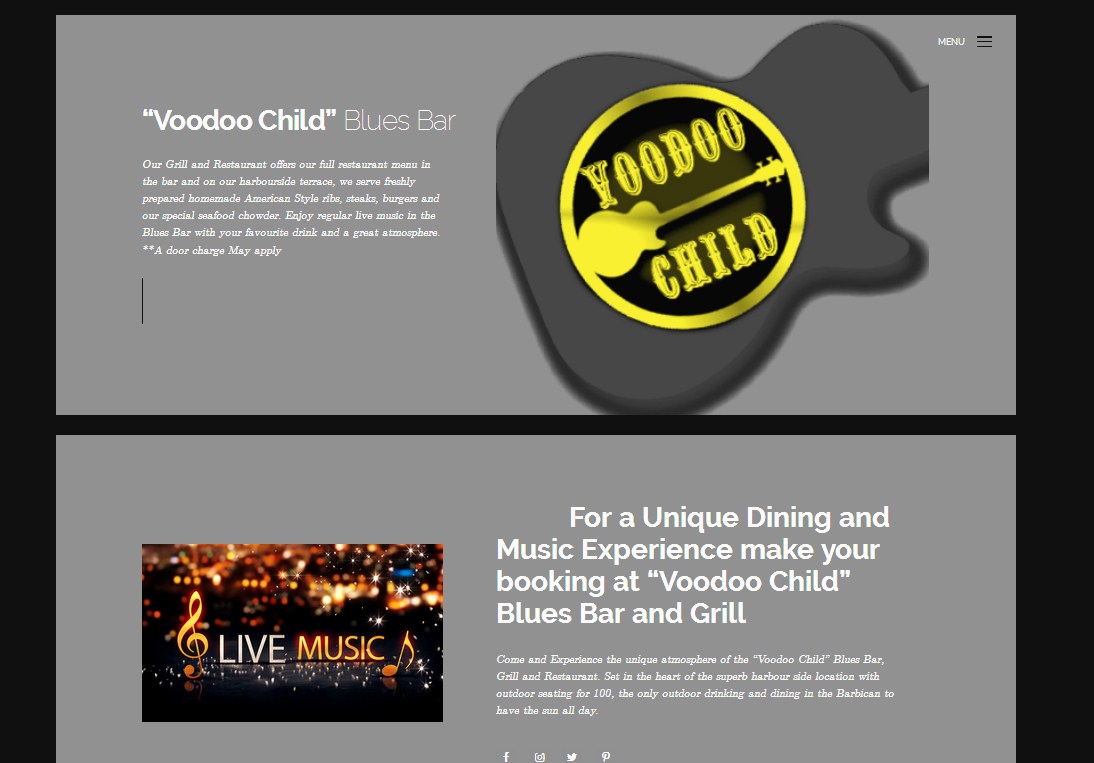 MENU
“Voodoo Child” Blues Bar
Our Grill and Restaurant offers our full restaurant menu in
the bar and on our harbourside terrace, we serve freshly
prepared homemade American Style ribs, steaks, burgers and
our special seafood chowder. Enjoy regular live music in the
Blues Bar with your favourite drink and a great atmosphere.
**A door charge May apply
VOODOO
CHILD
For a Unique Dining and
Music Experience make your
booking at “Voodoo Child”
Blues Bar and Grill
LIVE MUSIC
Come and Experience the unique atmosphere of the “Voodoo Child” Blues Bar,
Grill and Restaurant. Set in the heart of the superb harbour side location with
outdoor seating for 100, the only outdoor drinking and dining in the Barbican to
have the sun all day.